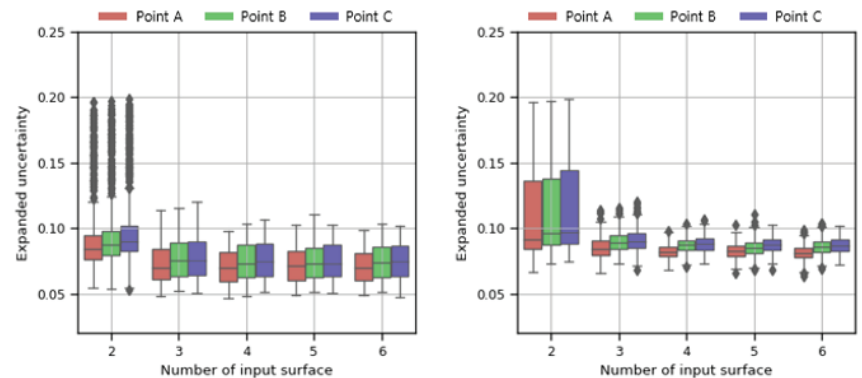 Point A Point B Point C
0.25
0.20
0.15
0.10
0.05
Expanded uncertainty
2 3 4 5 6
Number of input surface
Point A Point B Point C
0.25
0.20
0.15
0.10
0.05
Expanded uncertainty
2 3 4 5 6
Number of input surface